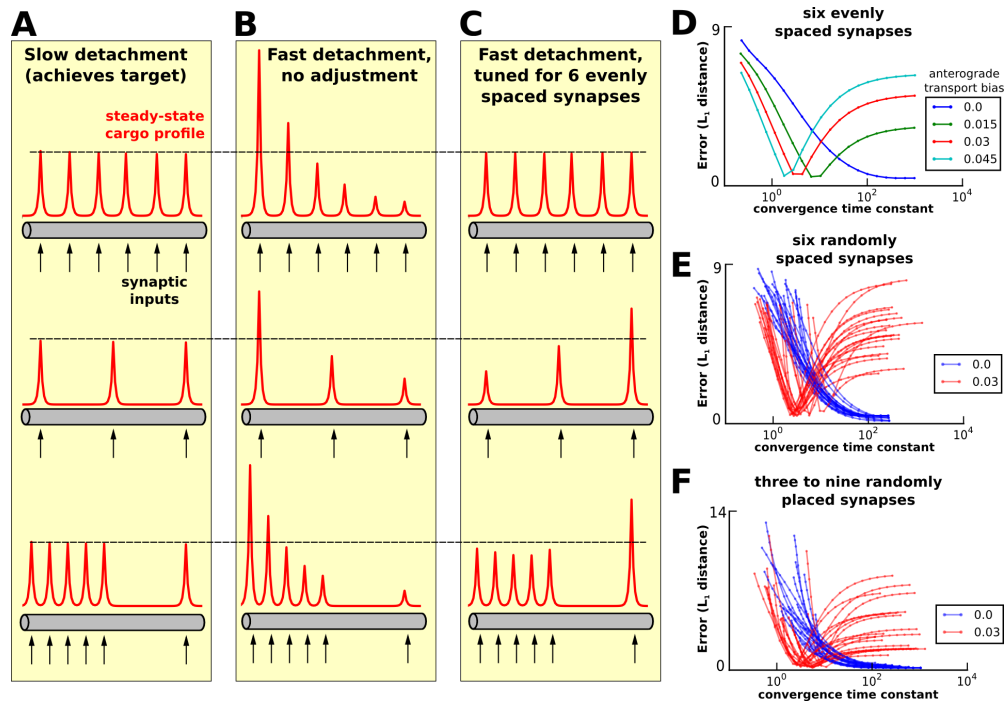 A
Slow detachment
(achieves target)
steady-state
cargo profile
synaptic
inputs
B
Fast detachment,
no adjustment
C
Fast detachment,
tuned for 6 evenly
spaced synapses
D
six evenly
spaced synapses
9
0
Error (L₁ distance)
10⁰
10²
10⁴
convergence time constant
anterograde
transport bias
0.0
0.015
0.03
0.045
E
six randomly
spaced synapses
9
0
Error (L₁ distance)
10⁰
10²
10⁴
convergence time constant
0.0
0.03
F
three to nine randomly
placed synapses
14
0
Error (L₁ distance)
10⁰
10²
10⁴
convergence time constant
0.0
0.03